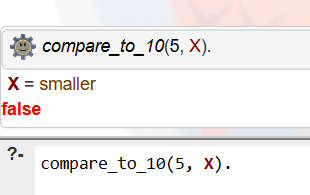 compare_to_10(5, X).
X = smaller
false
?- compare_to_10(5, X).